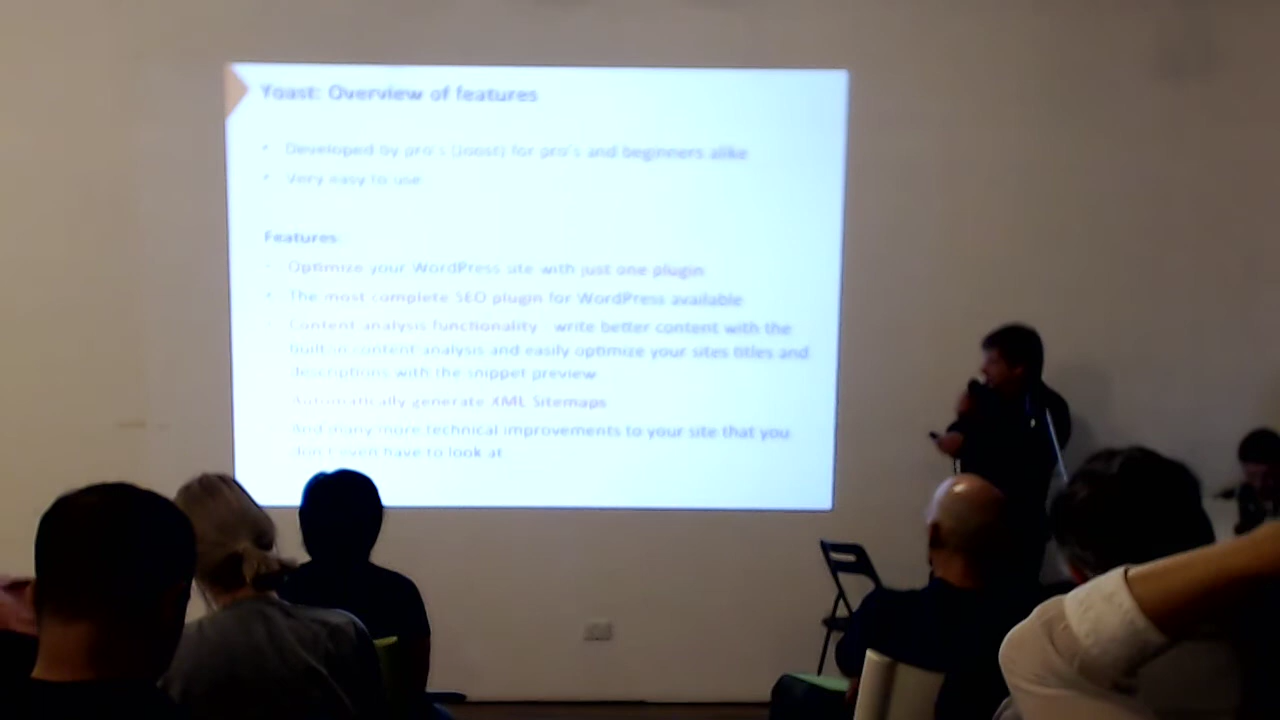 Yoast: Overview of features
• Developed by pro's (Joost) for pro's and beginners alike
• Very easy to use
Features:
• Optimize your WordPress site with just one plugin
• The most complete SEO plugin for WordPress available
Content analysis functionality write better content with the
built in content analysis and easily optimize your sites titles and
descriptions with the snippet preview
Automatically generate XML Sitemaps
And many more technical improvements to your site that you
don't even have to look at